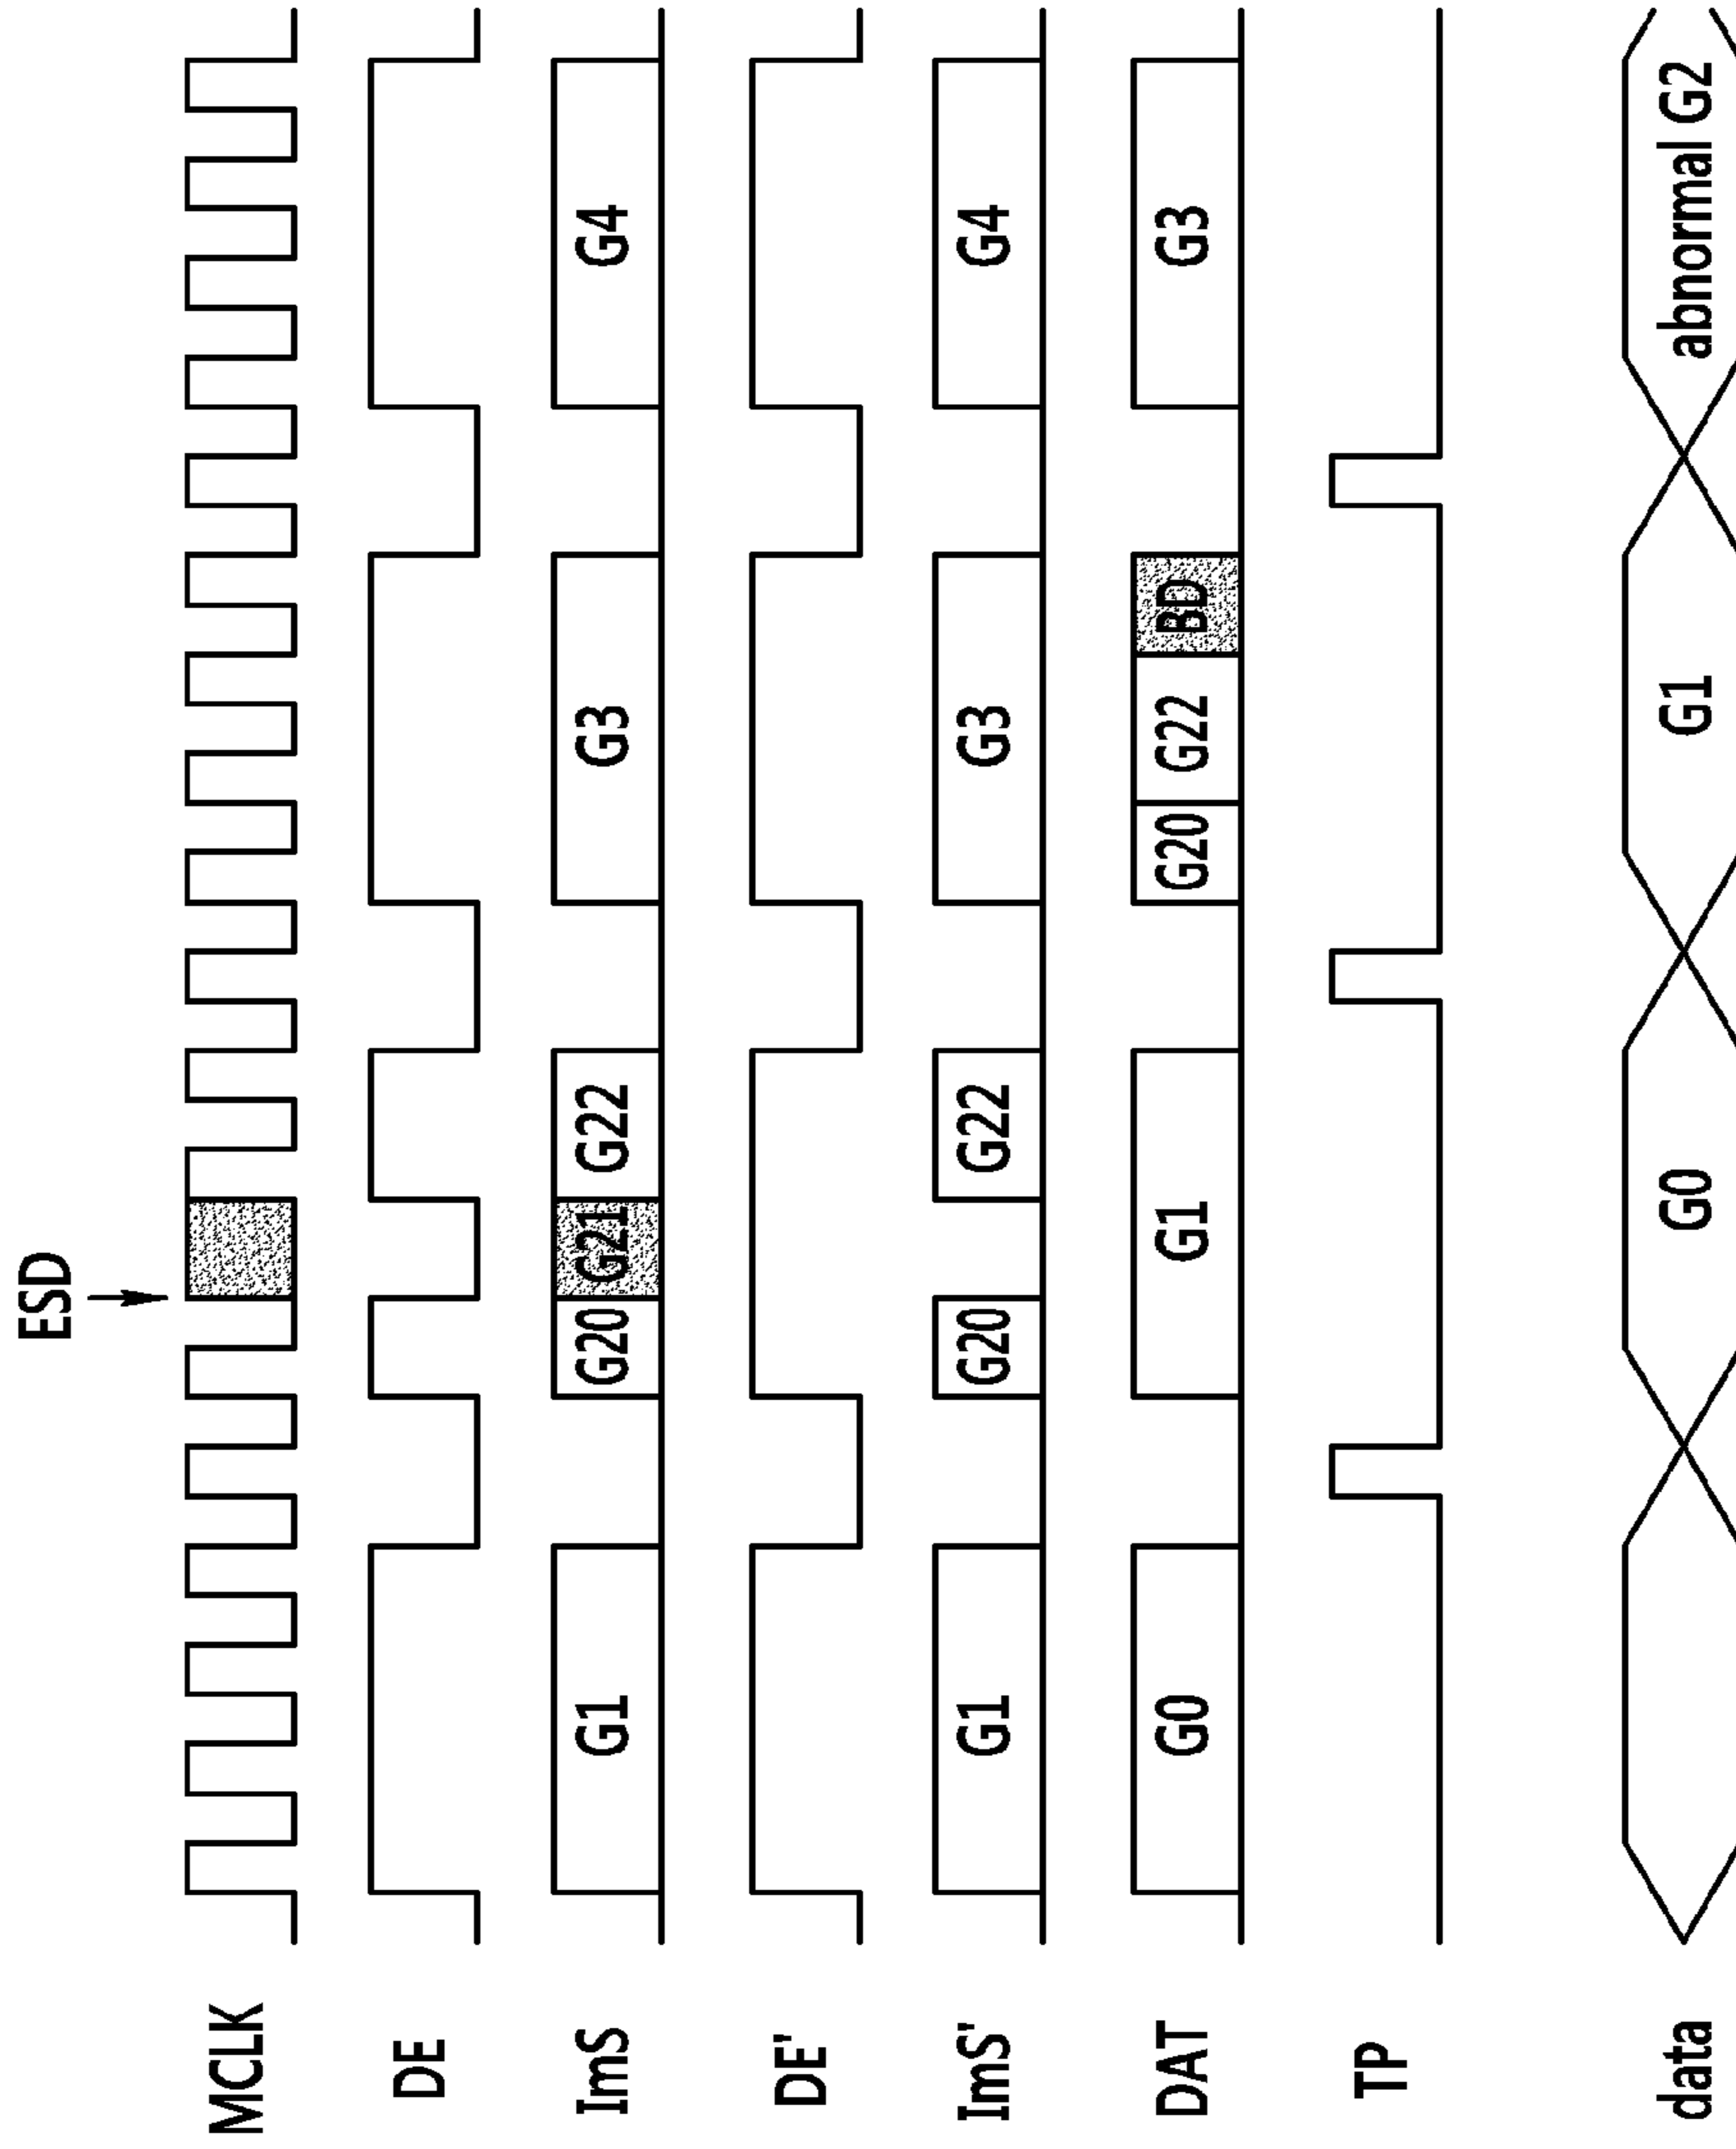 ESD
MCLK
DE
ImS G1 G20 G21 G22 G3 G4
DE'
ImS' G1 G20 G22 G3 G4
DAT G0 G1 G20 G22 BD G3
TP
data G0 G1 abnormal G2